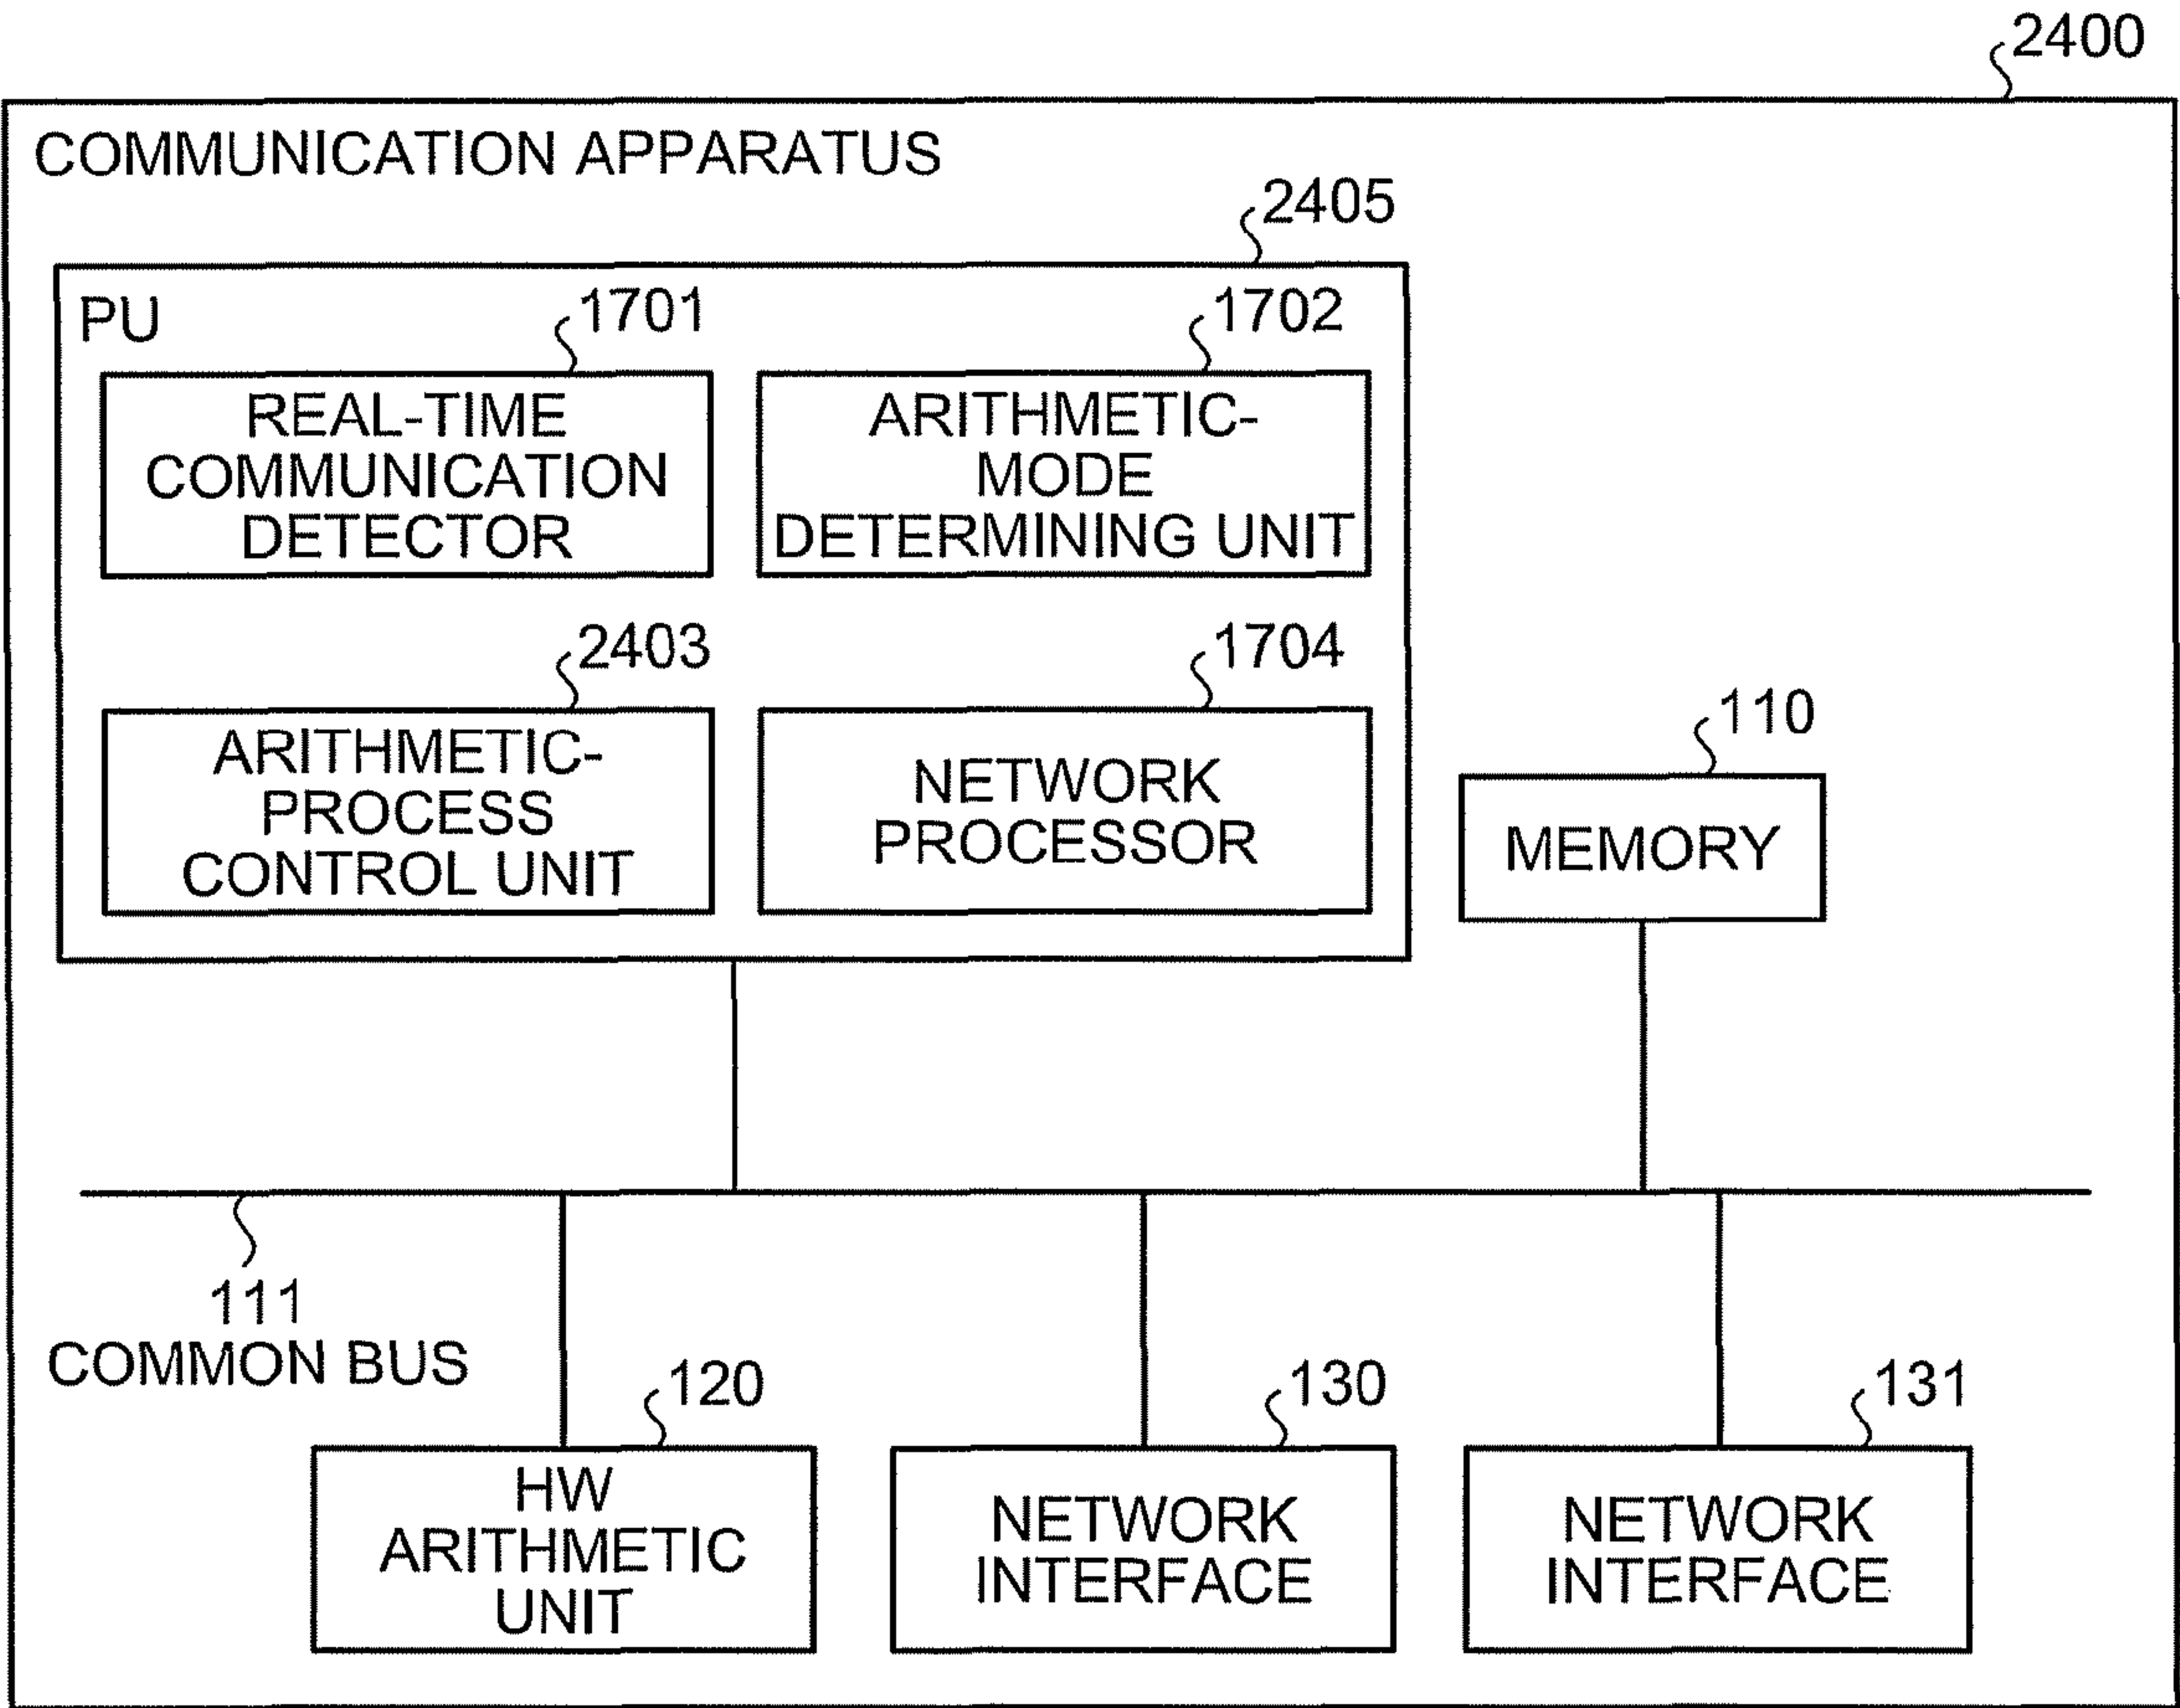 2400
COMMUNICATION APPARATUS
2405
PU
1701
1702
REAL-TIME
COMMUNICATION
DETECTOR
ARITHMETIC-
MODE
DETERMINING UNIT
2403
1704
ARITHMETIC-
PROCESS
CONTROL UNIT
NETWORK
PROCESSOR
110
MEMORY
111
COMMON BUS
120
130
131
HW
ARITHMETIC
UNIT
NETWORK
INTERFACE
NETWORK
INTERFACE